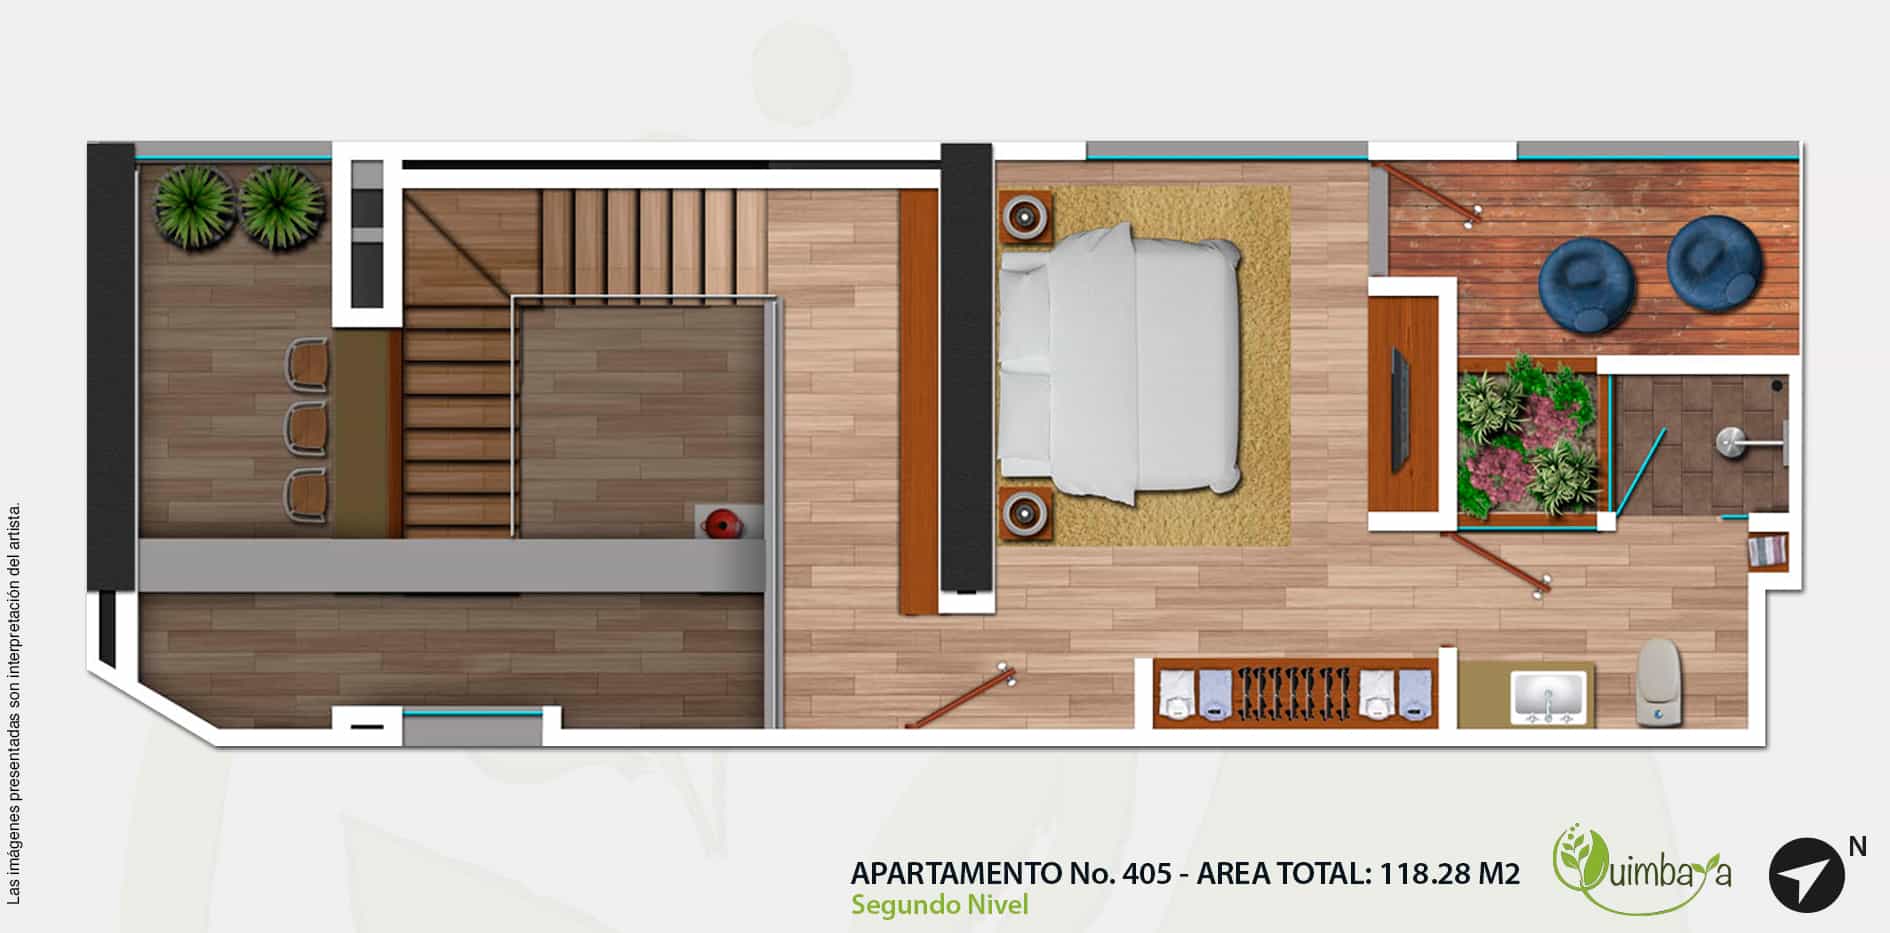 Las imágenes presentadas son interpretación del artista.
APARTAMENTO No. 405 - AREA TOTAL: 118.28 M2
Segundo Nivel
Quimbaya
N